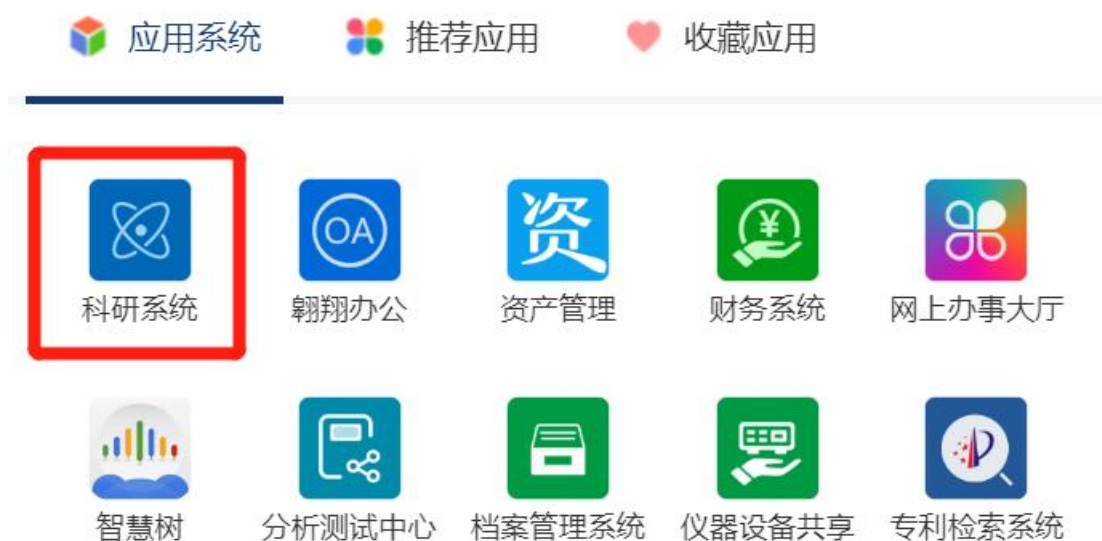 应用系统 推荐应用 收藏应用
OA 资 ¥
科研系统 翱翔办公 资产管理 财务系统 网上办事大厅
智慧树 分析测试中心 档案管理系统 仪器设备共享 专利检索系统